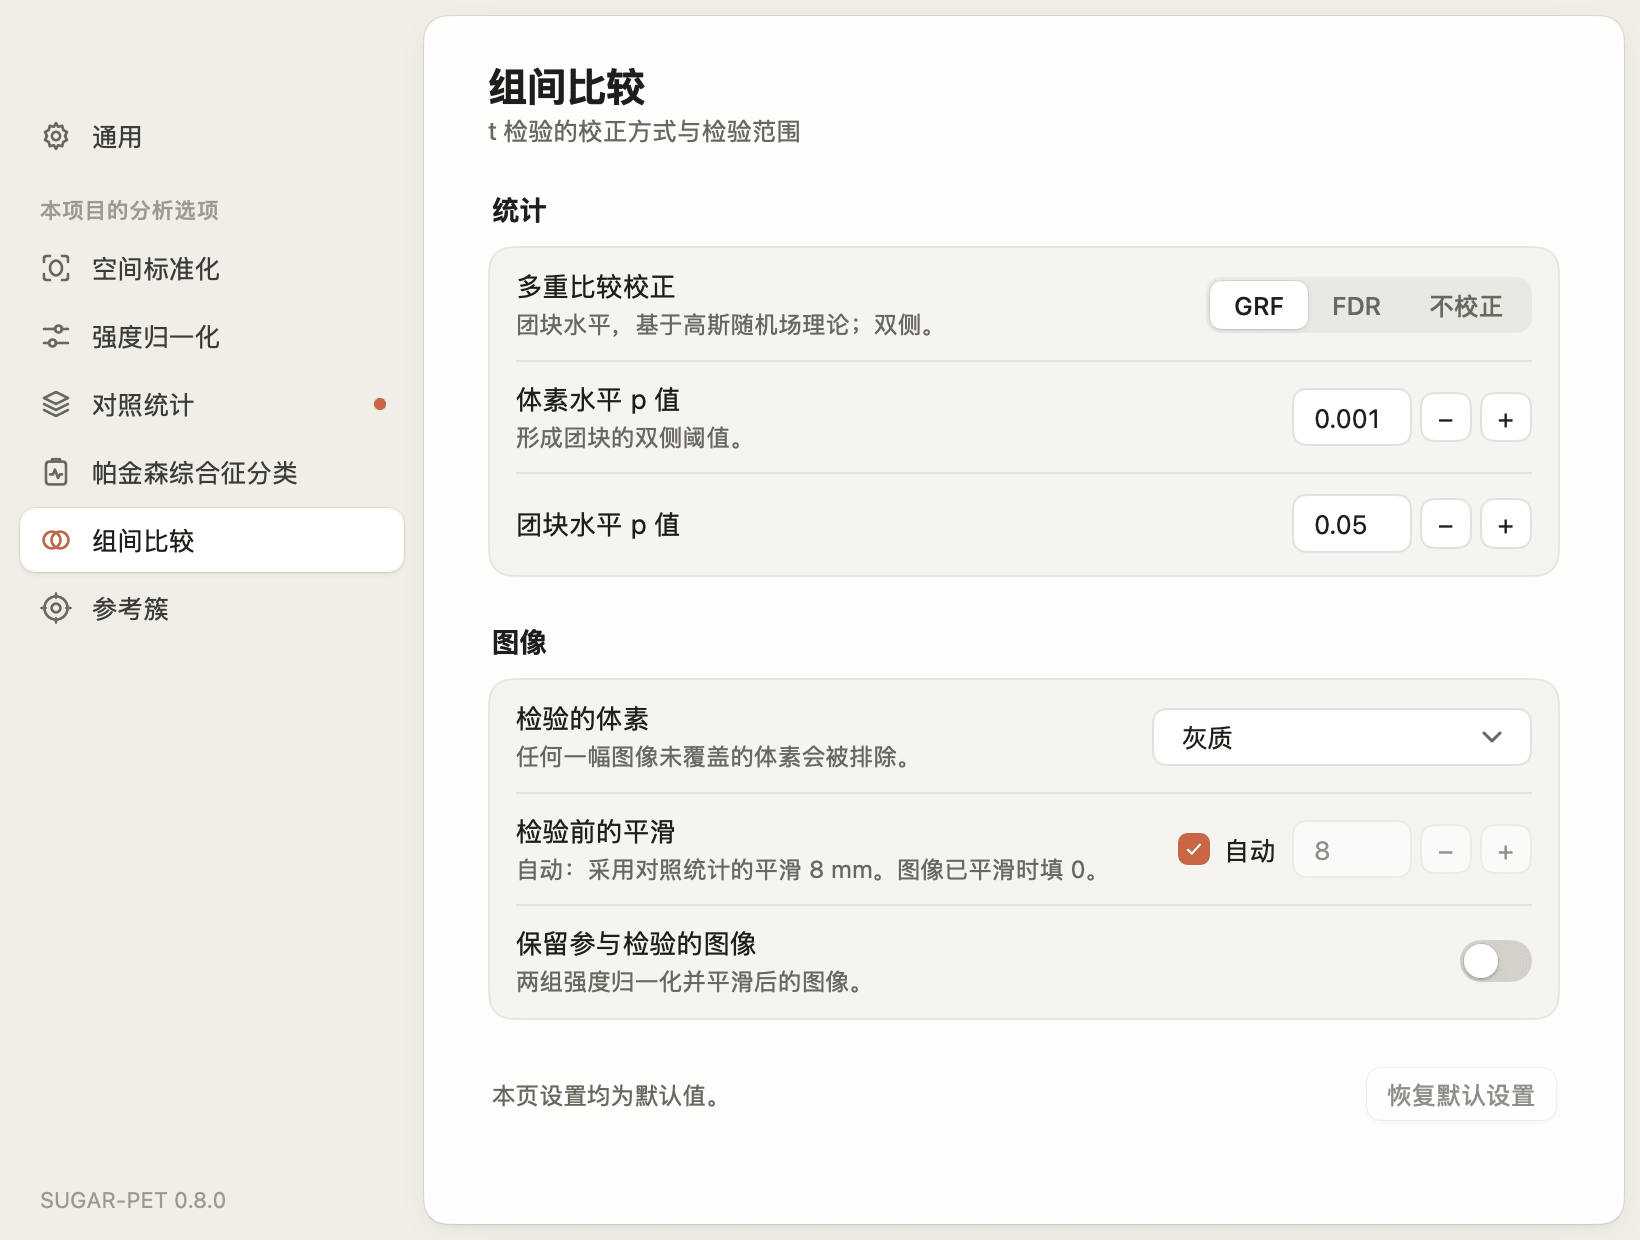 通用
本项目的分析选项
空间标准化
强度归一化
对照统计
帕金森综合征分类
组间比较
参考簇
SUGAR-PET 0.8.0
组间比较
t 检验的校正方式与检验范围
统计
多重比较校正
团块水平，基于高斯随机场理论；双侧。
GRF FDR 不校正
体素水平 p 值
形成团块的双侧阈值。
0.001 − +
团块水平 p 值
0.05 − +
图像
检验的体素
任何一幅图像未覆盖的体素会被排除。
灰质
检验前的平滑
自动：采用对照统计的平滑 8 mm。图像已平滑时填 0。
自动 8 − +
保留参与检验的图像
两组强度归一化并平滑后的图像。
本页设置均为默认值。
恢复默认设置